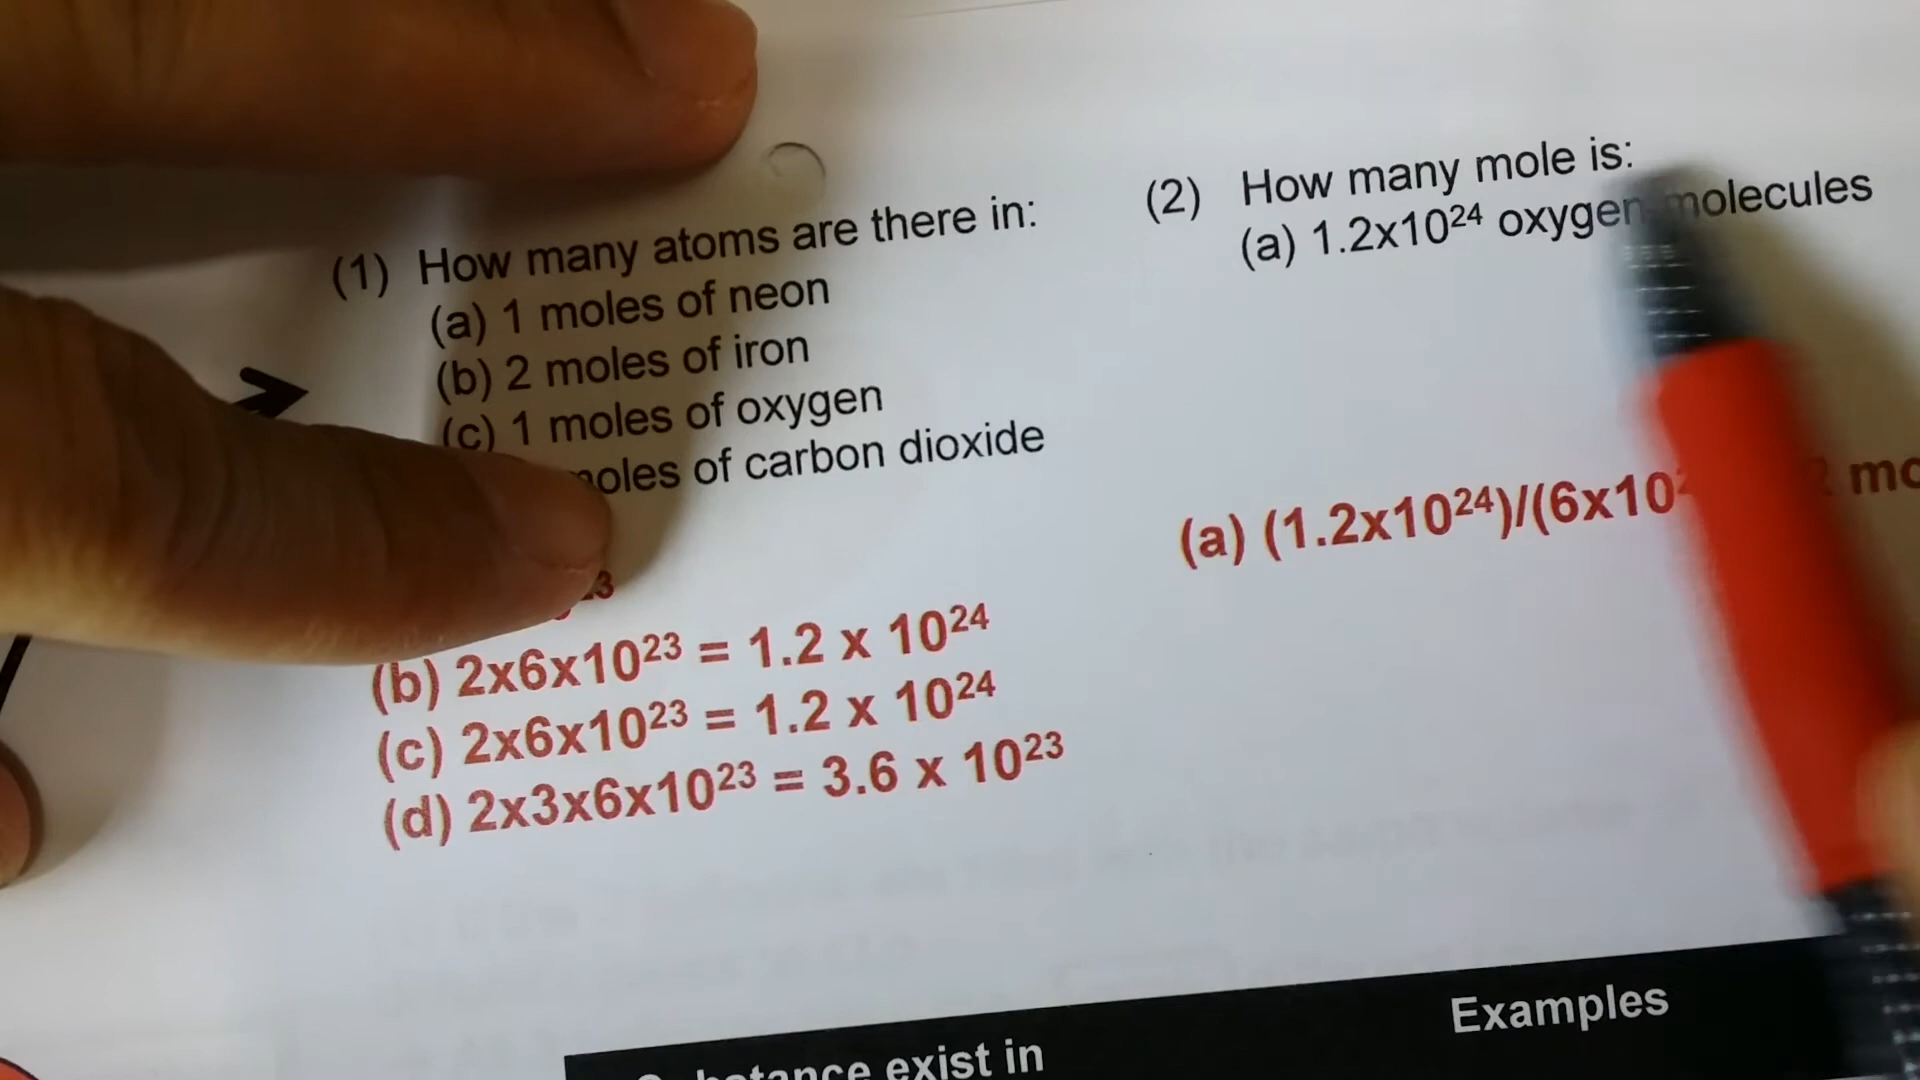 (1) How many atoms are there in:
(a) 1 moles of neon
(b) 2 moles of iron
(c) 1 moles of oxygen
moles of carbon dioxide
(b) 2x6x10²³ = 1.2 x 10²⁴
(c) 2x6x10²³ = 1.2 x 10²⁴
(d) 2x3x6x10²³ = 3.6 x 10²³
(2) How many mole is:
(a) 1.2x10²⁴ oxygen molecules
(a) (1.2x10²⁴)/(6x10
Examples
exist in